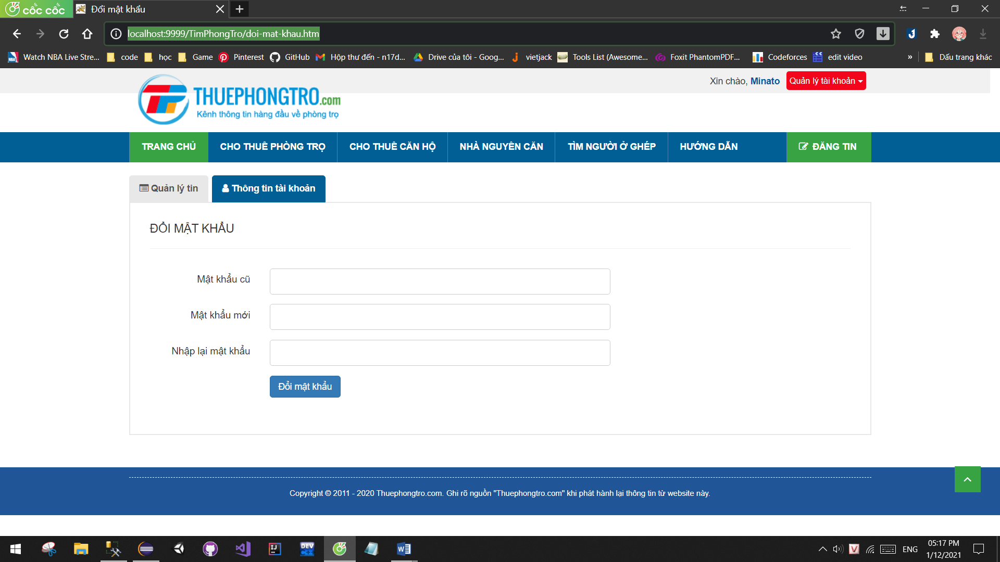 cốc cốc
Đổi mật khẩu
localhost:9999/TimPhongTro/doi-mat-khau.htm
Watch NBA Live Stre... code học Game Pinterest GitHub Hộp thư đến - n17d... Drive của tôi - Goog... vietjack Tools List (Awesome... Foxit PhantomPDF... Codeforces edit video » Dấu trang khác
Xin chào, Minato Quản lý tài khoản
THUEPHONGTRO.com
Kênh thông tin hàng đầu về phòng trọ
TRANG CHỦ CHO THUÊ PHÒNG TRỌ CHO THUÊ CĂN HỘ NHÀ NGUYÊN CĂN TÌM NGƯỜI Ở GHÉP HƯỚNG DẪN ĐĂNG TIN
Quản lý tin Thông tin tài khoản
ĐỔI MẬT KHẨU
Mật khẩu cũ
Mật khẩu mới
Nhập lại mật khẩu
Đổi mật khẩu
Copyright © 2011 - 2020 Thuephongtro.com. Ghi rõ nguồn "Thuephongtro.com" khi phát hành lại thông tin từ website này.
ENG
05:17 PM
1/12/2021